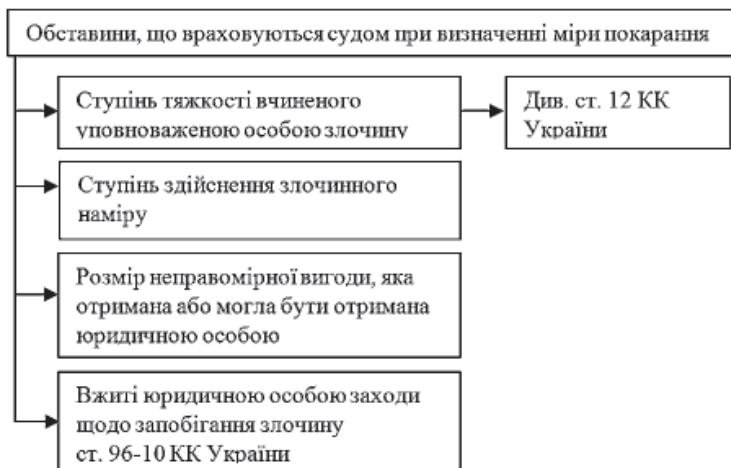 Обставини, що враховуються судом при визначенні міри покарання
Ступінь тяжкості вчиненого
уповноваженою особою злочину
Див. ст. 12 КК
України
Ступінь здійснення злочинного
наміру
Розмір неправомірної вигоди, яка
отримана або могла бути отримана
юридичною особою
Вжиті юридичною особою заходи
щодо запобігання злочину
ст. 96-10 КК України